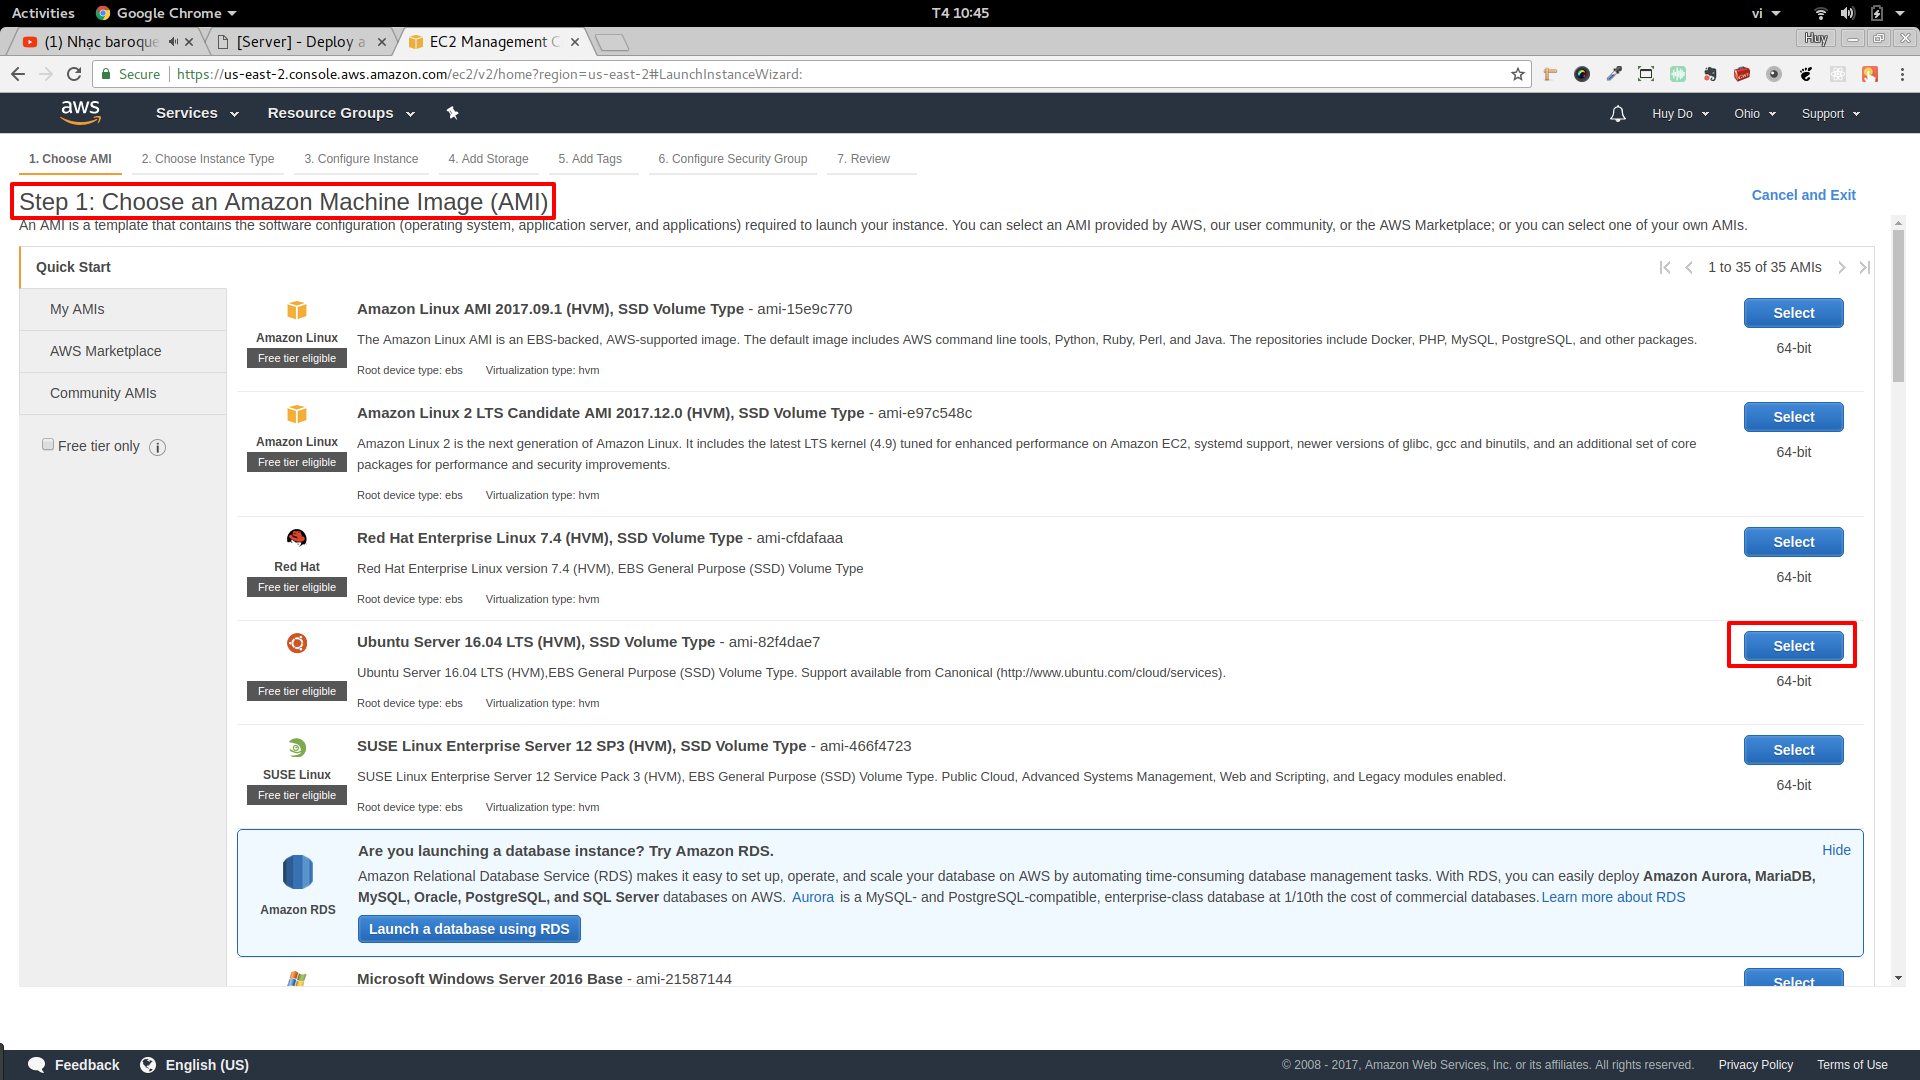 Activities Google Chrome T4 10:45 vi
(1) Nhạc baroque [Server] - Deploy a EC2 Management C Huy
Secure https://us-east-2.console.aws.amazon.com/ec2/v2/home?region=us-east-2#LaunchInstanceWizard:
aws Services Resource Groups Huy Do Ohio Support
1. Choose AMI 2. Choose Instance Type 3. Configure Instance 4. Add Storage 5. Add Tags 6. Configure Security Group 7. Review
Step 1: Choose an Amazon Machine Image (AMI) Cancel and Exit
An AMI is a template that contains the software configuration (operating system, application server, and applications) required to launch your instance. You can select an AMI provided by AWS, our user community, or the AWS Marketplace; or you can select one of your own AMIs.
Quick Start 1 to 35 of 35 AMIs
My AMIs
AWS Marketplace
Community AMIs
Free tier only
Amazon Linux AMI 2017.09.1 (HVM), SSD Volume Type - ami-15e9c770 Select
Amazon Linux The Amazon Linux AMI is an EBS-backed, AWS-supported image. The default image includes AWS command line tools, Python, Ruby, Perl, and Java. The repositories include Docker, PHP, MySQL, PostgreSQL, and other packages. 64-bit
Free tier eligible
Root device type: ebs Virtualization type: hvm
Amazon Linux 2 LTS Candidate AMI 2017.12.0 (HVM), SSD Volume Type - ami-e97c548c Select
Amazon Linux Amazon Linux 2 is the next generation of Amazon Linux. It includes the latest LTS kernel (4.9) tuned for enhanced performance on Amazon EC2, systemd support, newer versions of glibc, gcc and binutils, and an additional set of core 64-bit
Free tier eligible packages for performance and security improvements.
Root device type: ebs Virtualization type: hvm
Red Hat Enterprise Linux 7.4 (HVM), SSD Volume Type - ami-cfdafaaa Select
Red Hat Red Hat Enterprise Linux version 7.4 (HVM), EBS General Purpose (SSD) Volume Type 64-bit
Free tier eligible
Root device type: ebs Virtualization type: hvm
Ubuntu Server 16.04 LTS (HVM), SSD Volume Type - ami-82f4dae7 Select
Ubuntu Server 16.04 LTS (HVM),EBS General Purpose (SSD) Volume Type. Support available from Canonical (http://www.ubuntu.com/cloud/services). 64-bit
Free tier eligible
Root device type: ebs Virtualization type: hvm
SUSE Linux Enterprise Server 12 SP3 (HVM), SSD Volume Type - ami-466f4723 Select
SUSE Linux SUSE Linux Enterprise Server 12 Service Pack 3 (HVM), EBS General Purpose (SSD) Volume Type. Public Cloud, Advanced Systems Management, Web and Scripting, and Legacy modules enabled. 64-bit
Free tier eligible
Root device type: ebs Virtualization type: hvm
Are you launching a database instance? Try Amazon RDS. Hide
Amazon Relational Database Service (RDS) makes it easy to set up, operate, and scale your database on AWS by automating time-consuming database management tasks. With RDS, you can easily deploy Amazon Aurora, MariaDB,
MySQL, Oracle, PostgreSQL, and SQL Server databases on AWS. Aurora is a MySQL- and PostgreSQL-compatible, enterprise-class database at 1/10th the cost of commercial databases. Learn more about RDS
Amazon RDS
Launch a database using RDS
Microsoft Windows Server 2016 Base - ami-21587144 Select
Feedback English (US) © 2008 - 2017, Amazon Web Services, Inc. or its affiliates. All rights reserved. Privacy Policy Terms of Use